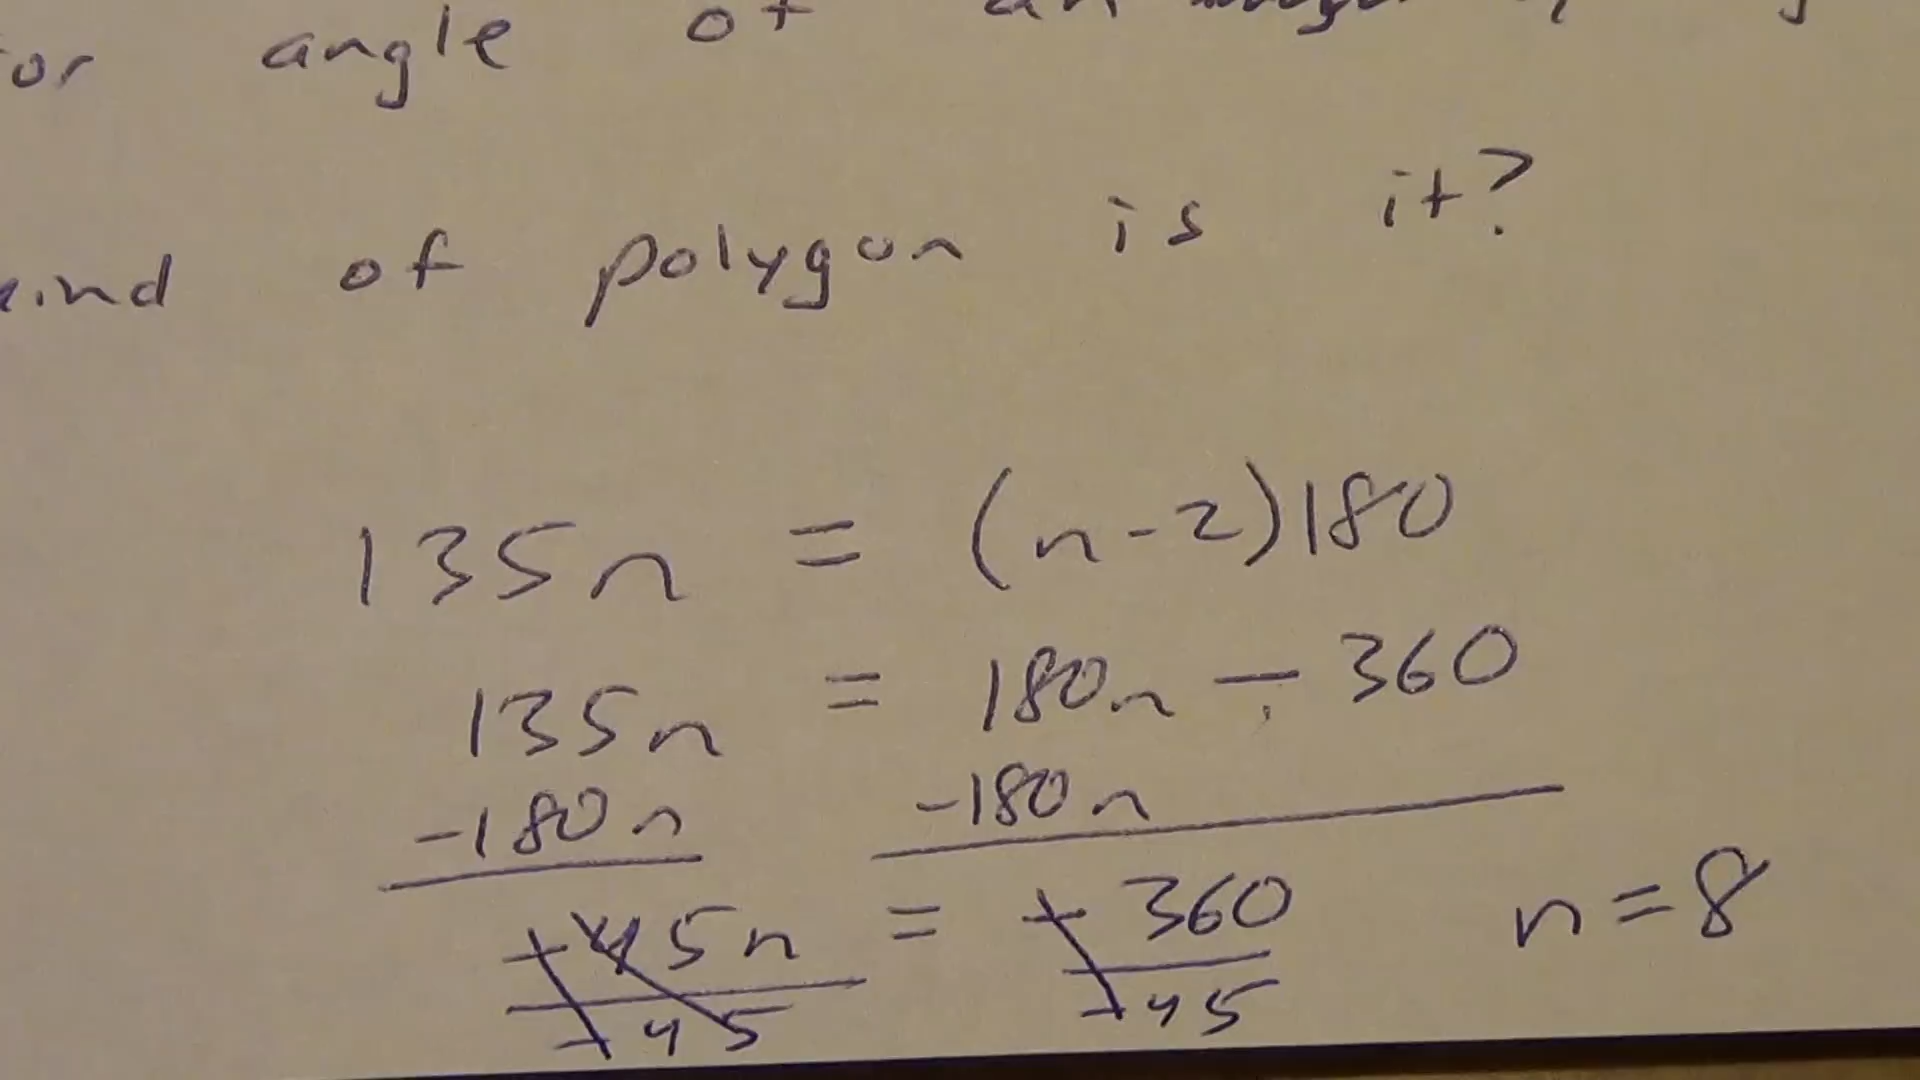 angle of an
of polygon is it?
135n = (n-2)180
135n = 180n - 360
-180n -180n
-45n = -360 n=8
-45 -45